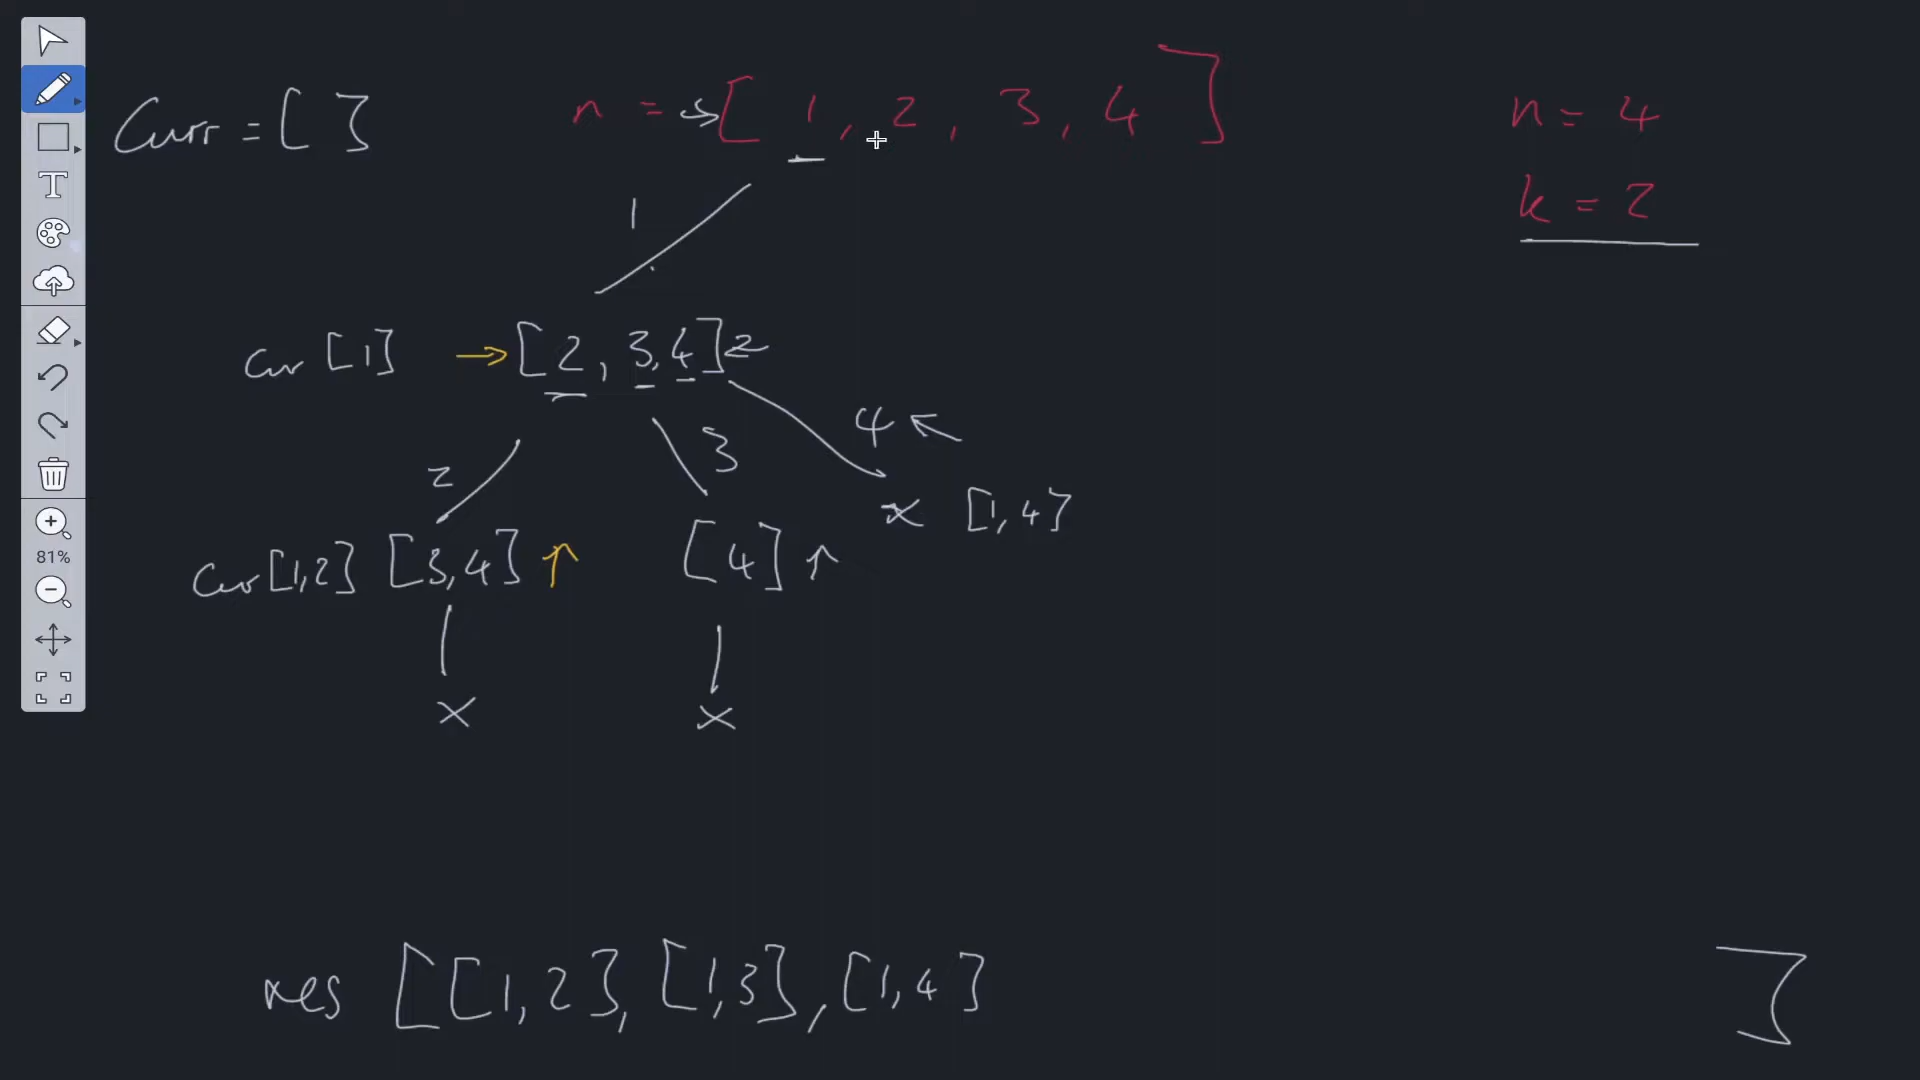 Curr = [ ] n = → [ 1, 2, 3, 4 ] n = 4
k = 2
1
cur [1] → [2, 3, 4]
4 ←
2 3
x [1,4]
cur [1,2] [3,4] ↑ [4] ↑
x x
res [[1,2], [1,3], [1,4] ]
T
81%